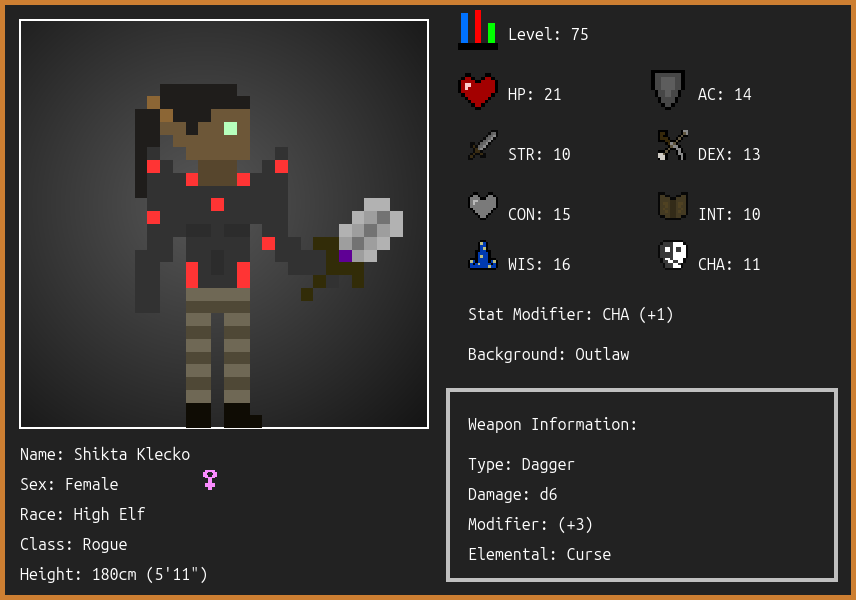 Level: 75
HP: 21
AC: 14
STR: 10
DEX: 13
CON: 15
INT: 10
WIS: 16
CHA: 11
Stat Modifier: CHA (+1)
Background: Outlaw
Weapon Information:
Type: Dagger
Damage: d6
Modifier: (+3)
Elemental: Curse
Name: Shikta Klecko
Sex: Female
Race: High Elf
Class: Rogue
Height: 180cm (5'11")